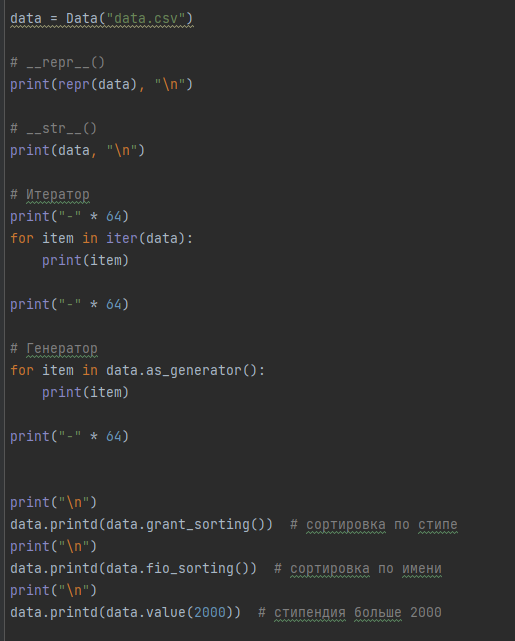 data = Data("data.csv")
# __repr__()
print(repr(data), "\n")
# __str__()
print(data, "\n")
# Итератор
print("-" * 64)
for item in iter(data):
    print(item)
print("-" * 64)
# Генератор
for item in data.as_generator():
    print(item)
print("-" * 64)
print("\n")
data.printd(data.grant_sorting())  # сортировка по стипе
print("\n")
data.printd(data.fio_sorting())  # сортировка по имени
print("\n")
data.printd(data.value(2000))  # стипендия больше 2000